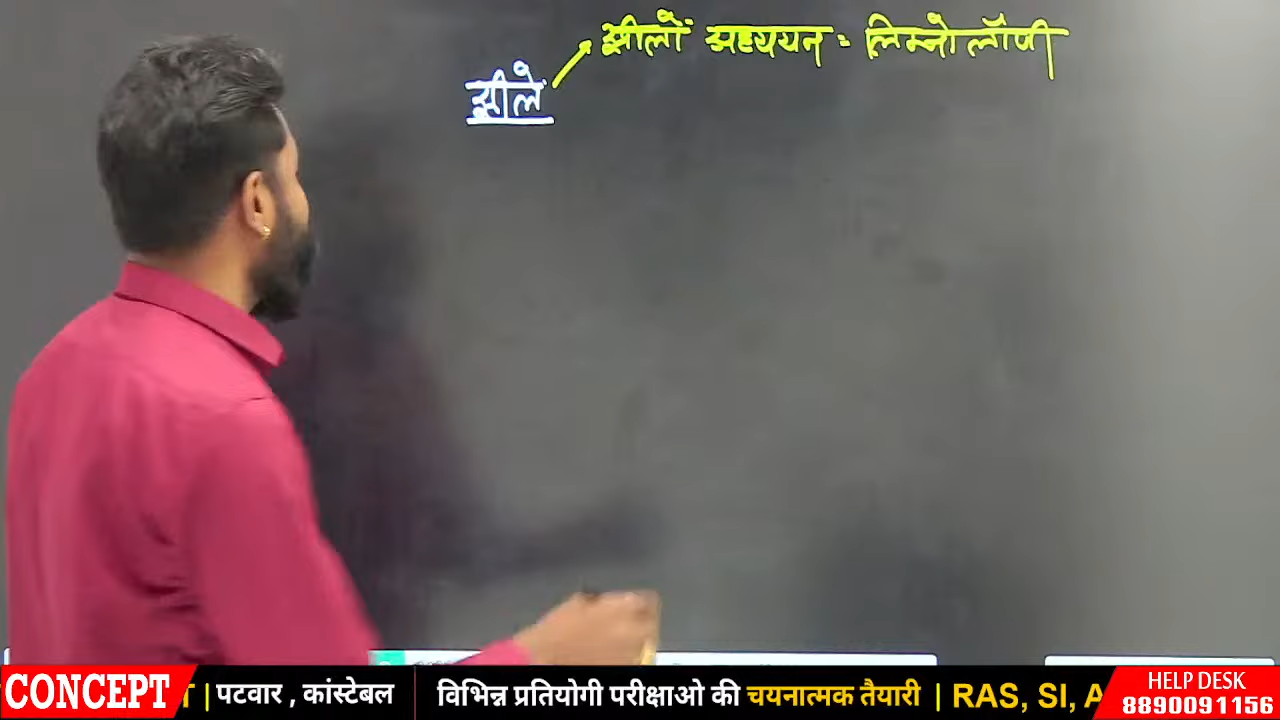 झीलों अध्ययन = लिम्नोलॉजी
झीलें
CONCEPT
T | पटवार , कांस्टेबल
विभिन्न प्रतियोगी परीक्षाओ की चयनात्मक तैयारी | RAS, SI, A
HELP DESK
8890091156